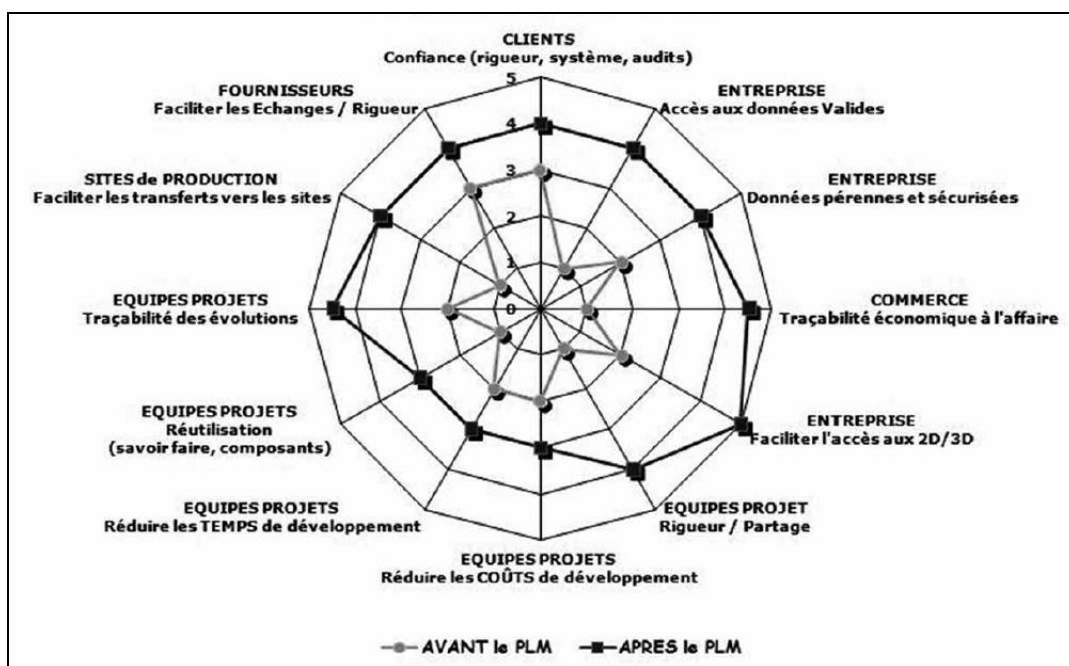 CLIENTS
Confiance (rigueur, système, audits)
FOURNISSEURS
Faciliter les Echanges / Rigueur
ENTREPRISE
Accès aux données Valides
SITES de PRODUCTION
Faciliter les transferts vers les sites
ENTREPRISE
Données pérennes et sécurisées
EQUIPES PROJETS
Traçabilité des évolutions
COMMERCE
Traçabilité économique à l'affaire
EQUIPES PROJETS
Réutilisation
(savoir faire, composants)
ENTREPRISE
Faciliter l'accès aux 2D/3D
EQUIPES PROJETS
Réduire les TEMPS de développement
EQUIPES PROJET
Rigueur / Partage
EQUIPES PROJETS
Réduire les COÛTS de développement
5
4
3
2
1
0
AVANT le PLM
APRES le PLM